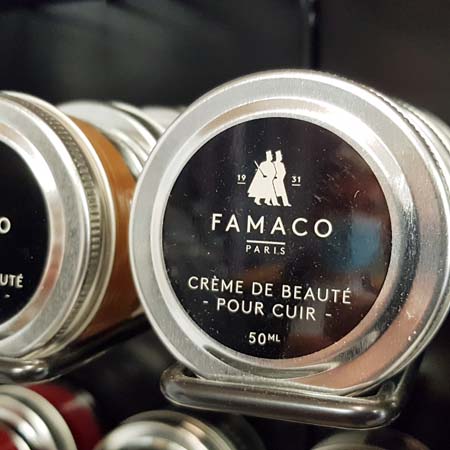 19 31
FAMACO
PARIS
CRÈME DE BEAUTÉ
- POUR CUIR -
50ML